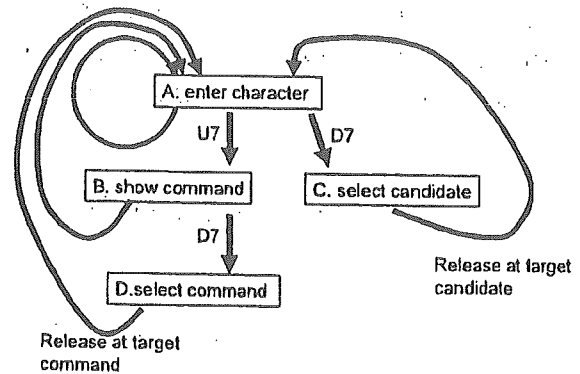 A. enter character
U7
D7
B. show command
C. select candidate
D7
D.select command
Release at target
candidate
Release at target
command